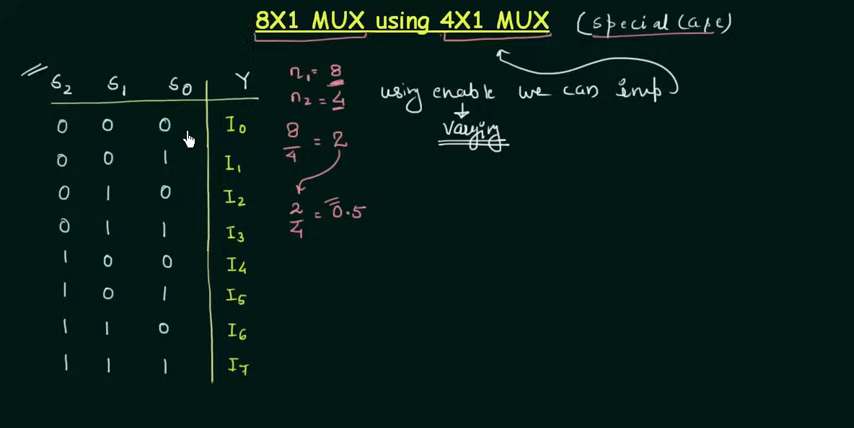 8X1 MUX using 4X1 MUX (special case)
S2 S1 S0 Y
0 0 0 I0
0 0 1 I1
0 1 0 I2
0 1 1 I3
1 0 0 I4
1 0 1 I5
1 1 0 I6
1 1 1 I7
n1 = 8
n2 = 4
8/4 = 2
2/4 = 0.5
using enable we can imp
varying